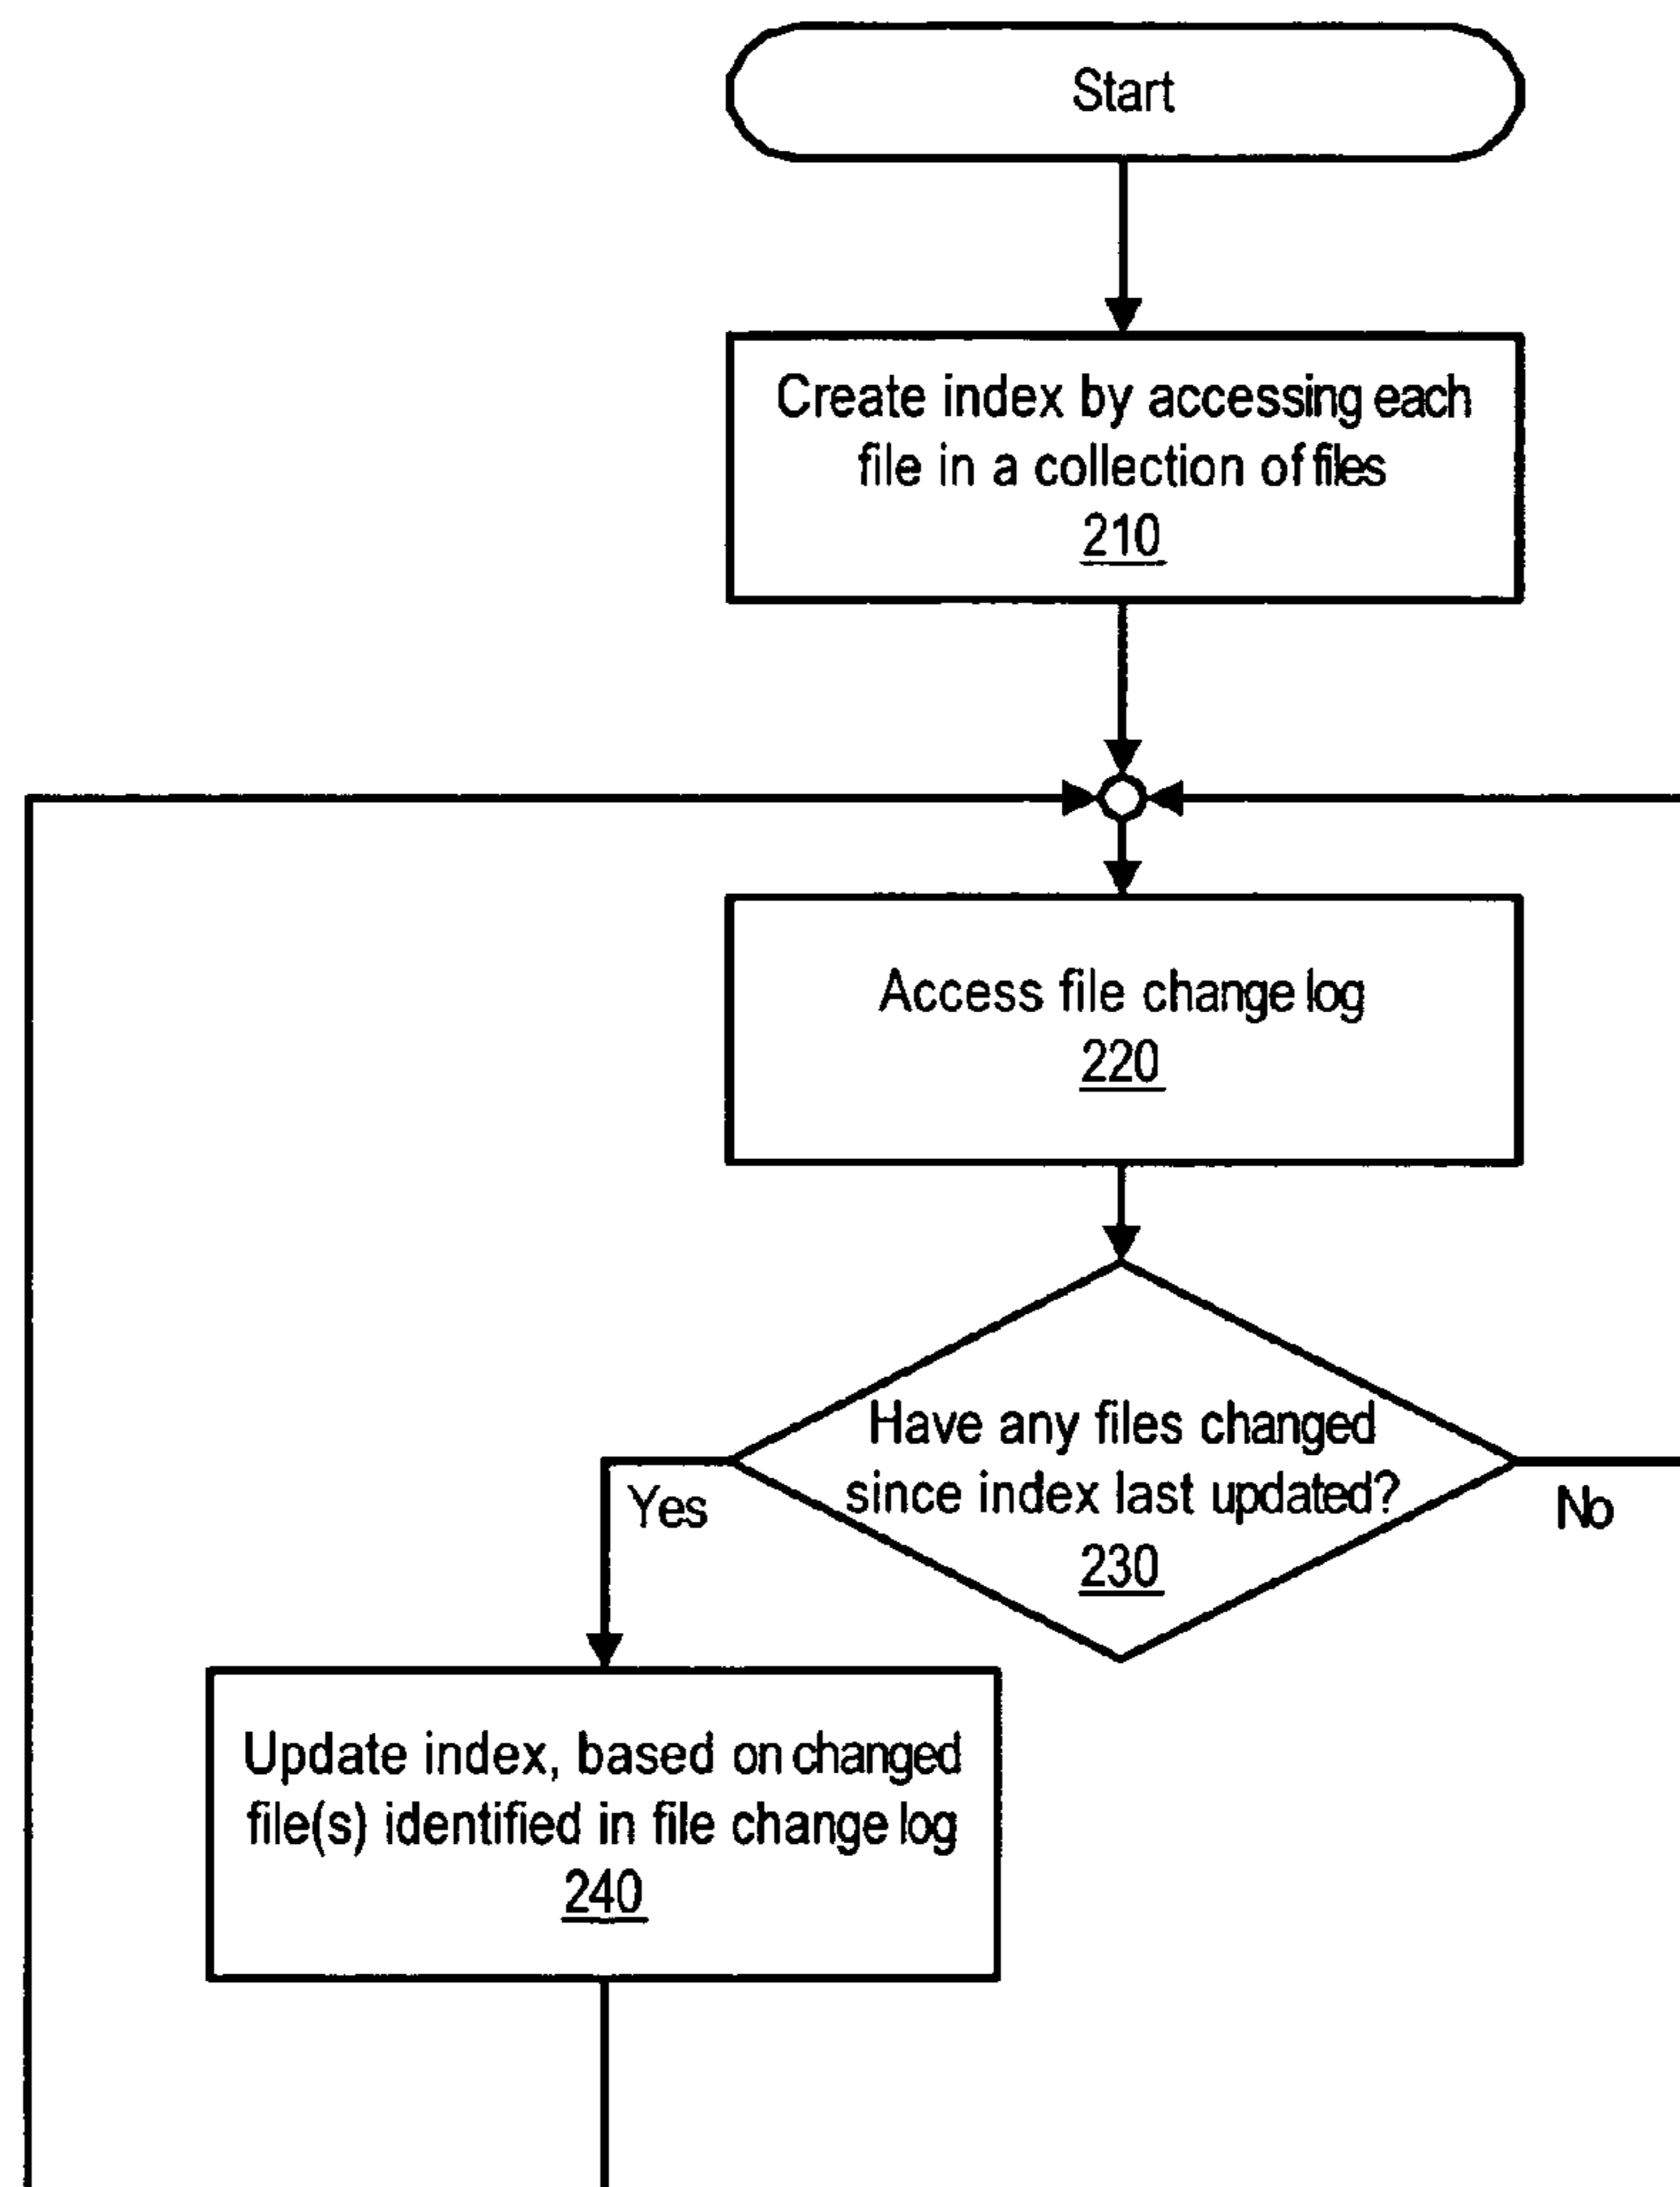 Start
Create index by accessing each
file in a collection of files
210
Access file change log
220
Have any files changed
since index last updated?
230
Yes
No
Update index, based on changed
file(s) identified in file change log
240